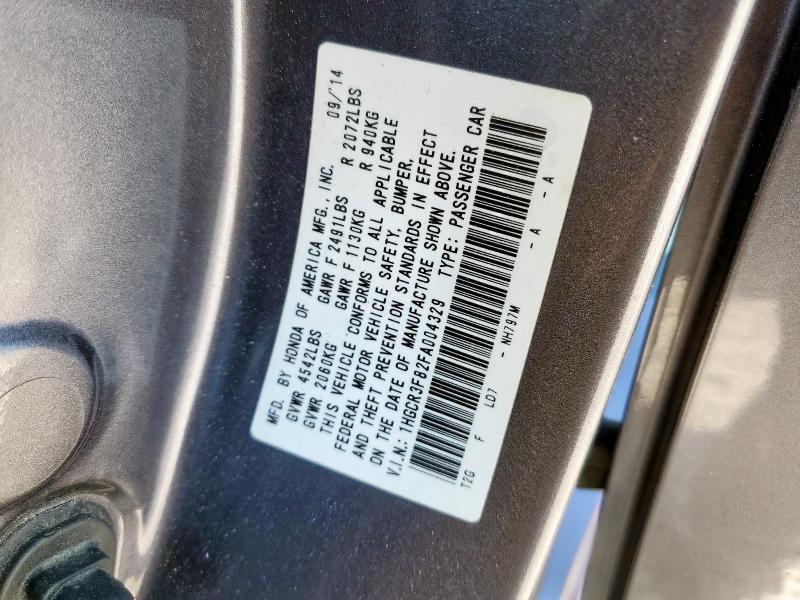 MFD. BY HONDA OF AMERICA MFG., INC. 09/'14
GVWR 4542LBS GAWR F 2491LBS R 2072LBS
GVWR 2060KG GAWR F 1130KG R 940KG
THIS VEHICLE CONFORMS TO ALL APPLICABLE
FEDERAL MOTOR VEHICLE SAFETY, BUMPER,
AND THEFT PREVENTION STANDARDS IN EFFECT
ON THE DATE OF MANUFACTURE SHOWN ABOVE.
V.I.N.: 1HGCR3F82FA004329 TYPE: PASSENGER CAR
T2G F LD7 - NH797M - A - A